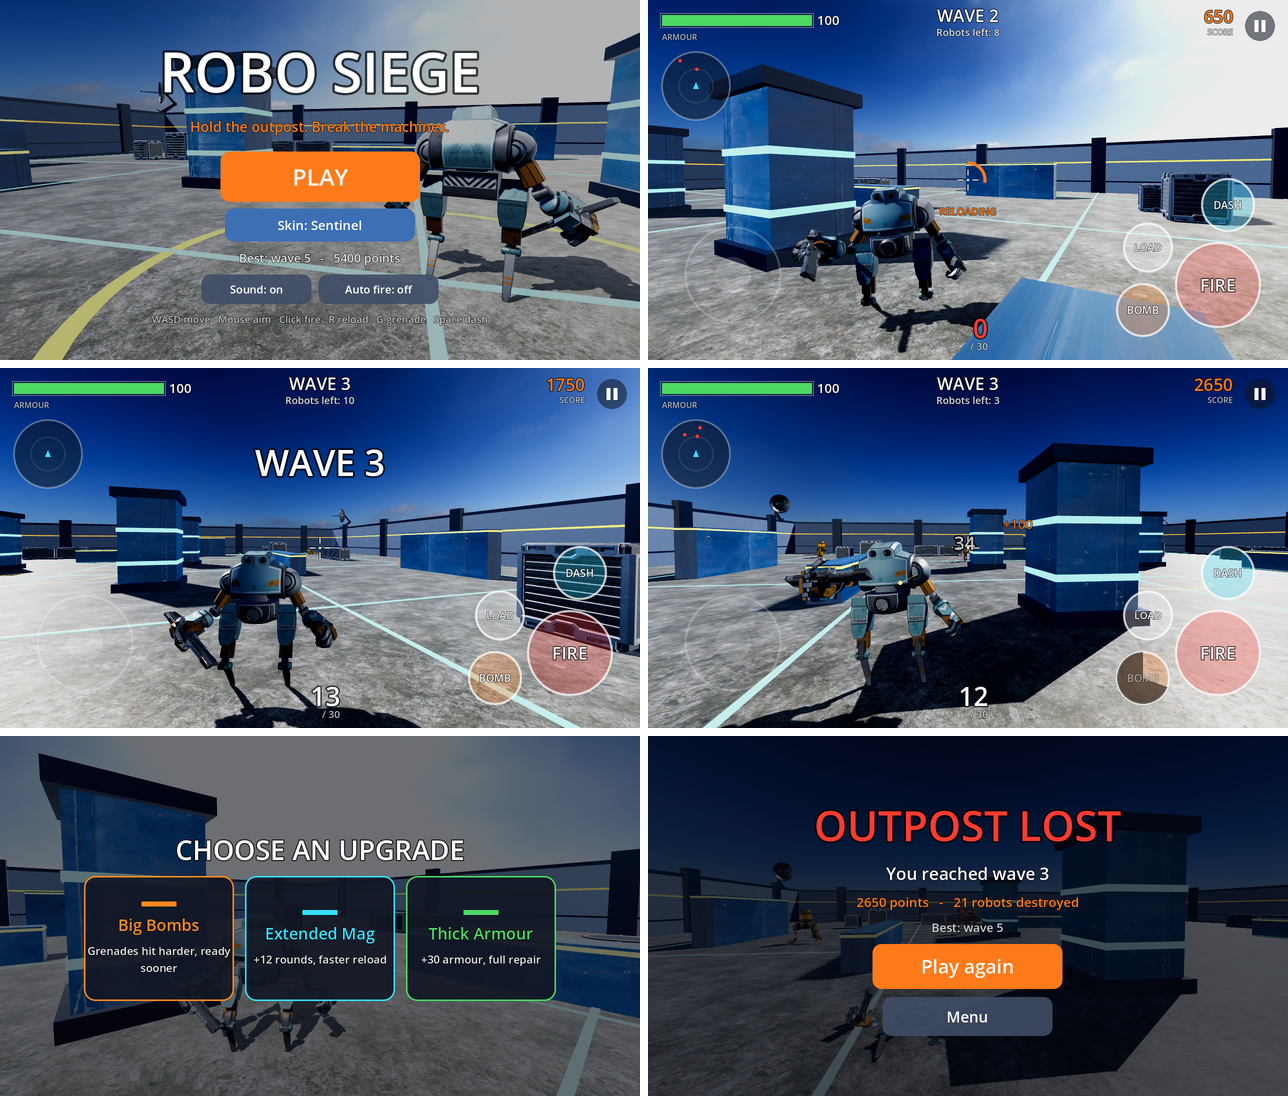 ROBO SIEGE
Hold the outpost. Break the machines.
PLAY
Skin: Sentinel
Best: wave 5 - 5400 points
Sound: on
Auto fire: off
WASD move Mouse aim Click fire R reload G grenade Space dash
100
ARMOUR
WAVE 2
Robots left: 8
650
SCORE
RELOADING
DASH
LOAD
FIRE
BOMB
0
/ 30
100
ARMOUR
WAVE 3
Robots left: 10
1750
SCORE
WAVE 3
DASH
LOAD
FIRE
BOMB
13
/ 30
100
ARMOUR
WAVE 3
Robots left: 3
2650
SCORE
+100
34
DASH
LOAD
FIRE
BOMB
12
/ 30
CHOOSE AN UPGRADE
Big Bombs
Grenades hit harder, ready
sooner
Extended Mag
+12 rounds, faster reload
Thick Armour
+30 armour, full repair
OUTPOST LOST
You reached wave 3
2650 points - 21 robots destroyed
Best: wave 5
Play again
Menu